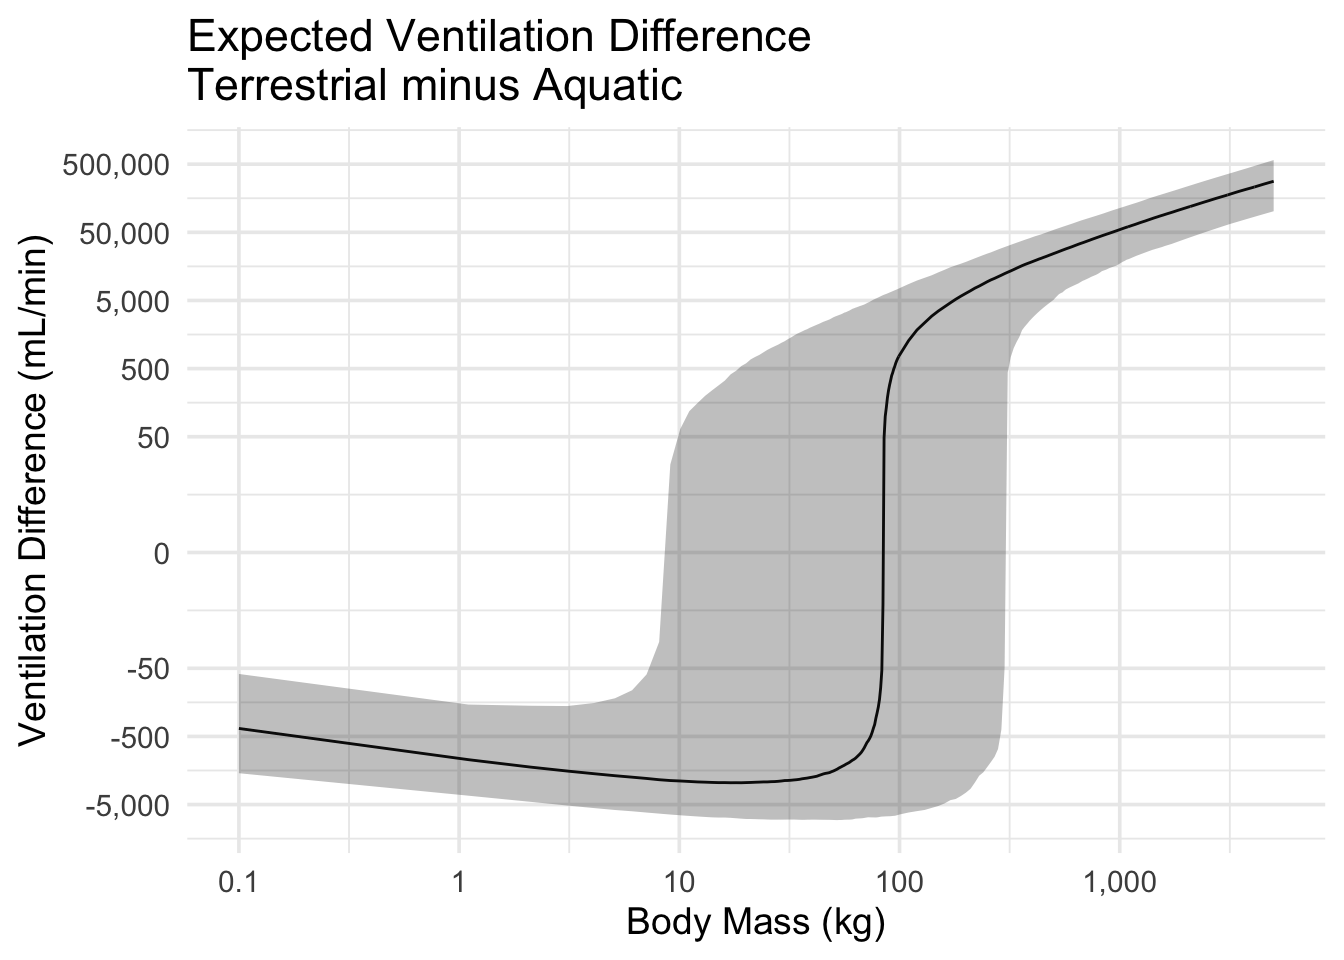 Expected Ventilation Difference
Terrestrial minus Aquatic
Ventilation Difference (mL/min)
500,000
50,000
5,000
500
50
0
-50
-500
-5,000
0.1 1 10 100 1,000
Body Mass (kg)